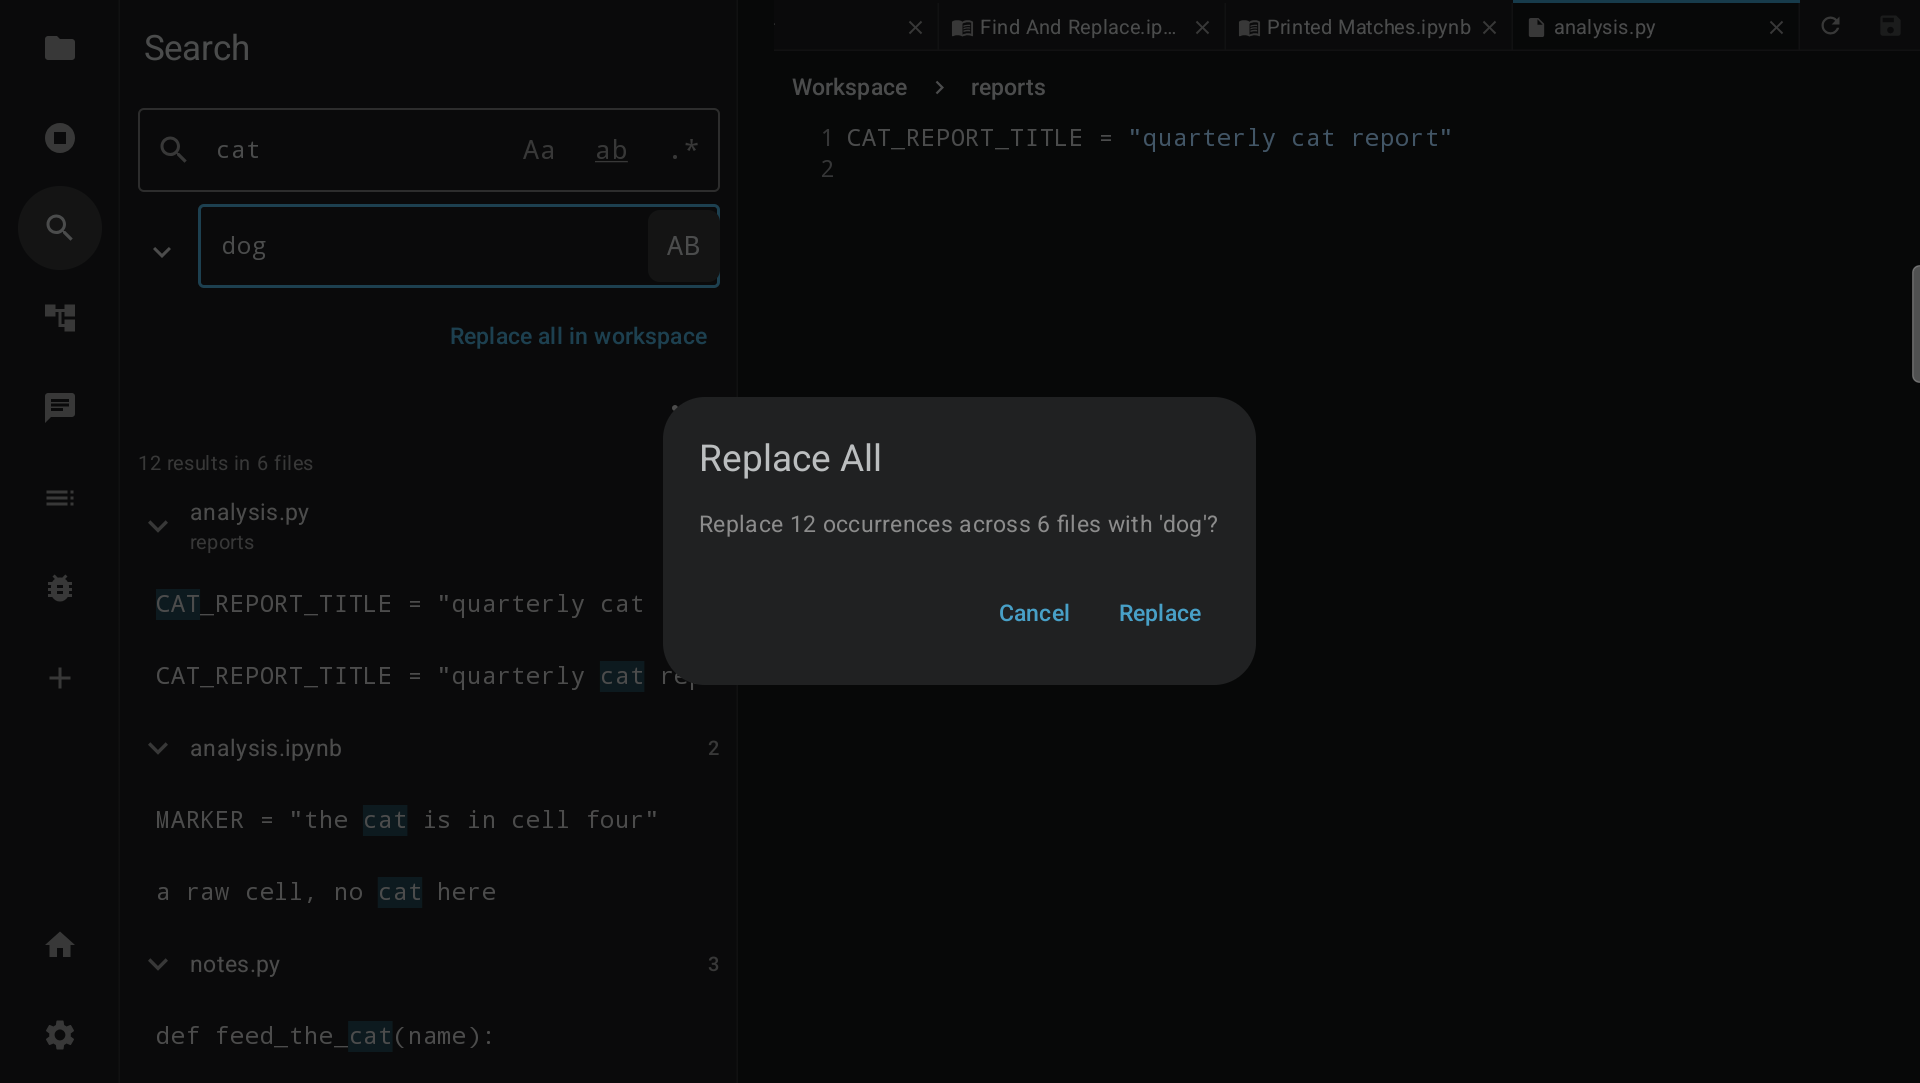 Search
cat
Aa
ab
.*
dog
AB
Replace all in workspace
12 results in 6 files
analysis.py
reports
CAT_REPORT_TITLE = "quarterly cat
CAT_REPORT_TITLE = "quarterly cat rep
analysis.ipynb
2
MARKER = "the cat is in cell four"
a raw cell, no cat here
notes.py
3
def feed_the_cat(name):
Find And Replace.ip...
Printed Matches.ipynb
analysis.py
Workspace > reports
1 CAT_REPORT_TITLE = "quarterly cat report"
2
Replace All
Replace 12 occurrences across 6 files with 'dog'?
Cancel
Replace